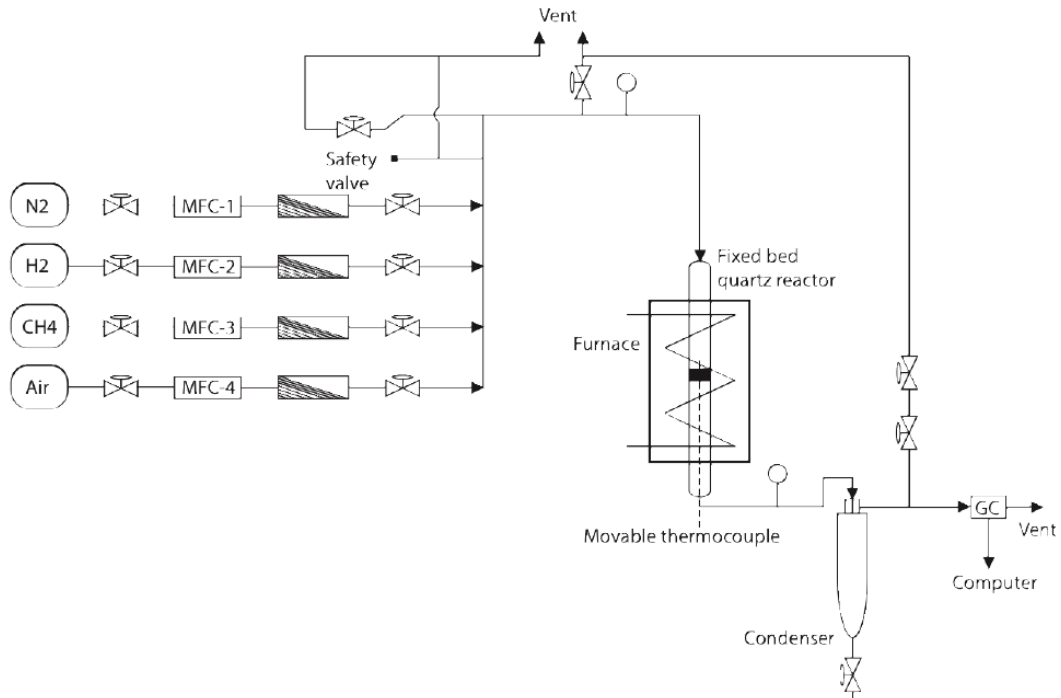 Vent
Safety
valve
N2
MFC-1
H2
MFC-2
CH4
MFC-3
Air
MFC-4
Fixed bed
quartz reactor
Furnace
Movable thermocouple
GC
Vent
Computer
Condenser